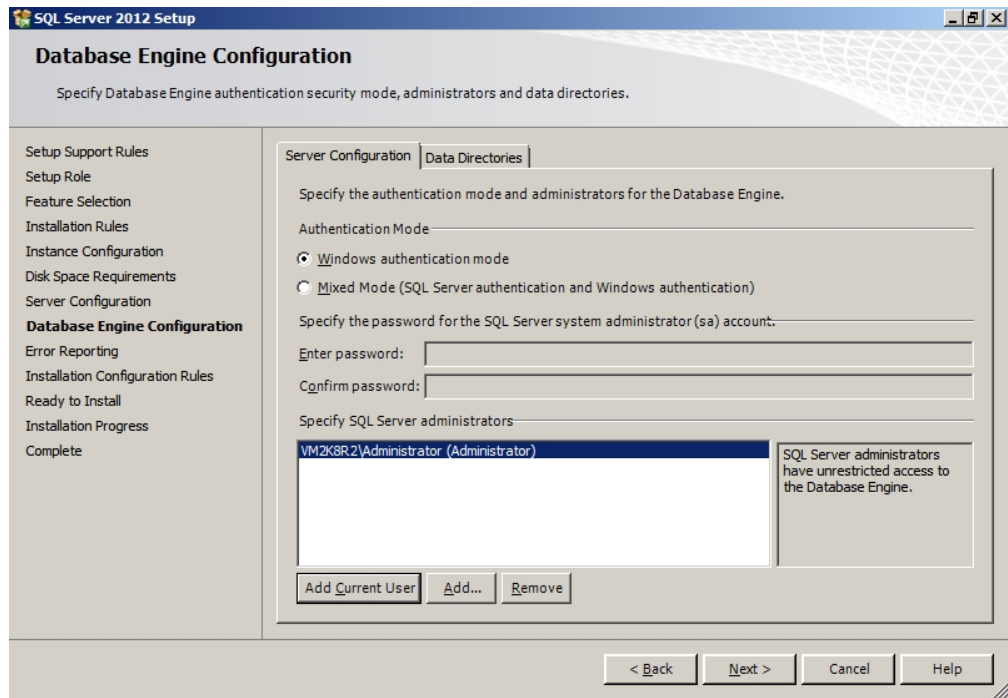 SQL Server 2012 Setup
Database Engine Configuration
Specify Database Engine authentication security mode, administrators and data directories.
Setup Support Rules
Setup Role
Feature Selection
Installation Rules
Instance Configuration
Disk Space Requirements
Server Configuration
Database Engine Configuration
Error Reporting
Installation Configuration Rules
Ready to Install
Installation Progress
Complete
Server Configuration
Data Directories
Specify the authentication mode and administrators for the Database Engine.
Authentication Mode
Windows authentication mode
Mixed Mode (SQL Server authentication and Windows authentication)
Specify the password for the SQL Server system administrator (sa) account.
Enter password:
Confirm password:
Specify SQL Server administrators
VM2K8R2\Administrator (Administrator)
SQL Server administrators
have unrestricted access to
the Database Engine.
Add Current User
Add...
Remove
< Back
Next >
Cancel
Help